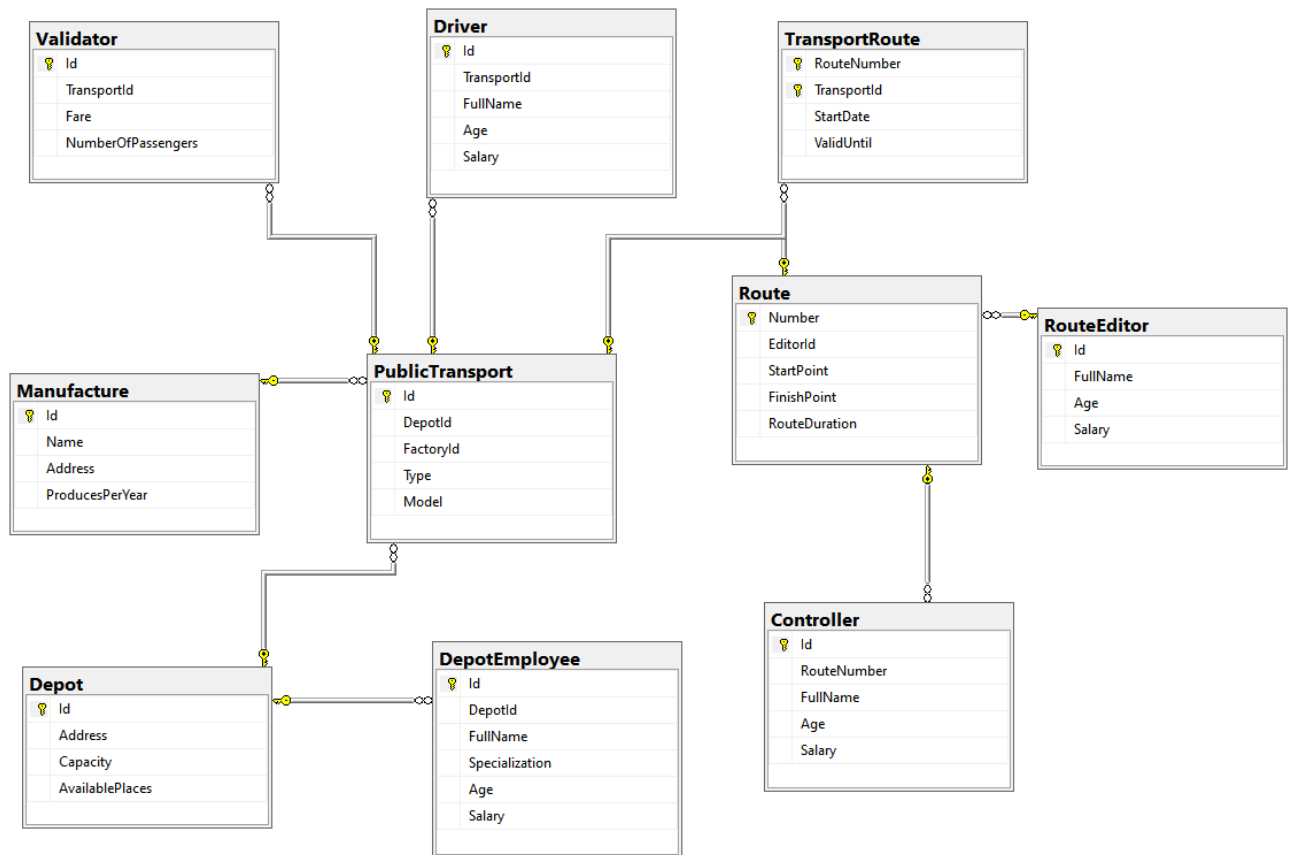 Validator
Id
TransportId
Fare
NumberOfPassengers
Driver
Id
TransportId
FullName
Age
Salary
TransportRoute
RouteNumber
TransportId
StartDate
ValidUntil
Route
Number
EditorId
StartPoint
FinishPoint
RouteDuration
RouteEditor
Id
FullName
Age
Salary
Manufacture
Id
Name
Address
ProducesPerYear
PublicTransport
Id
DepotId
FactoryId
Type
Model
Controller
Id
RouteNumber
FullName
Age
Salary
Depot
Id
Address
Capacity
AvailablePlaces
DepotEmployee
Id
DepotId
FullName
Specialization
Age
Salary